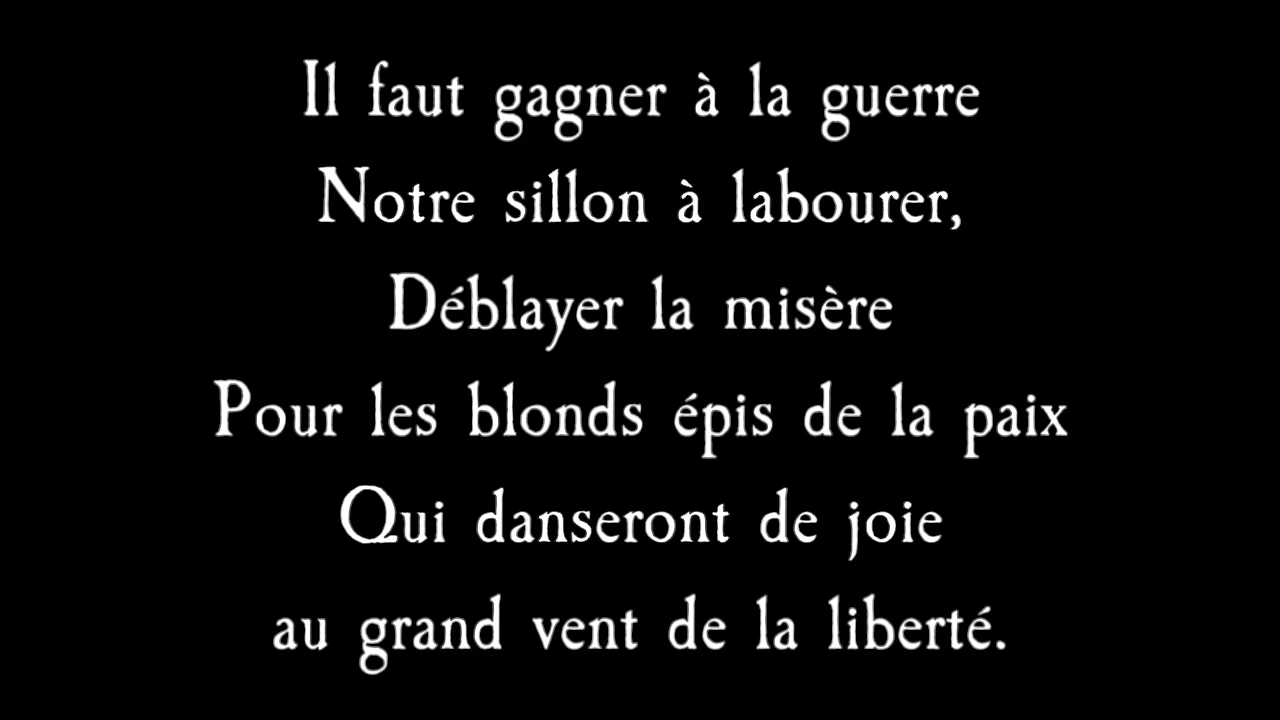 Il faut gagner à la guerre
Notre sillon à labourer,
Déblayer la misère
Pour les blonds épis de la paix
Qui danseront de joie
au grand vent de la liberté.